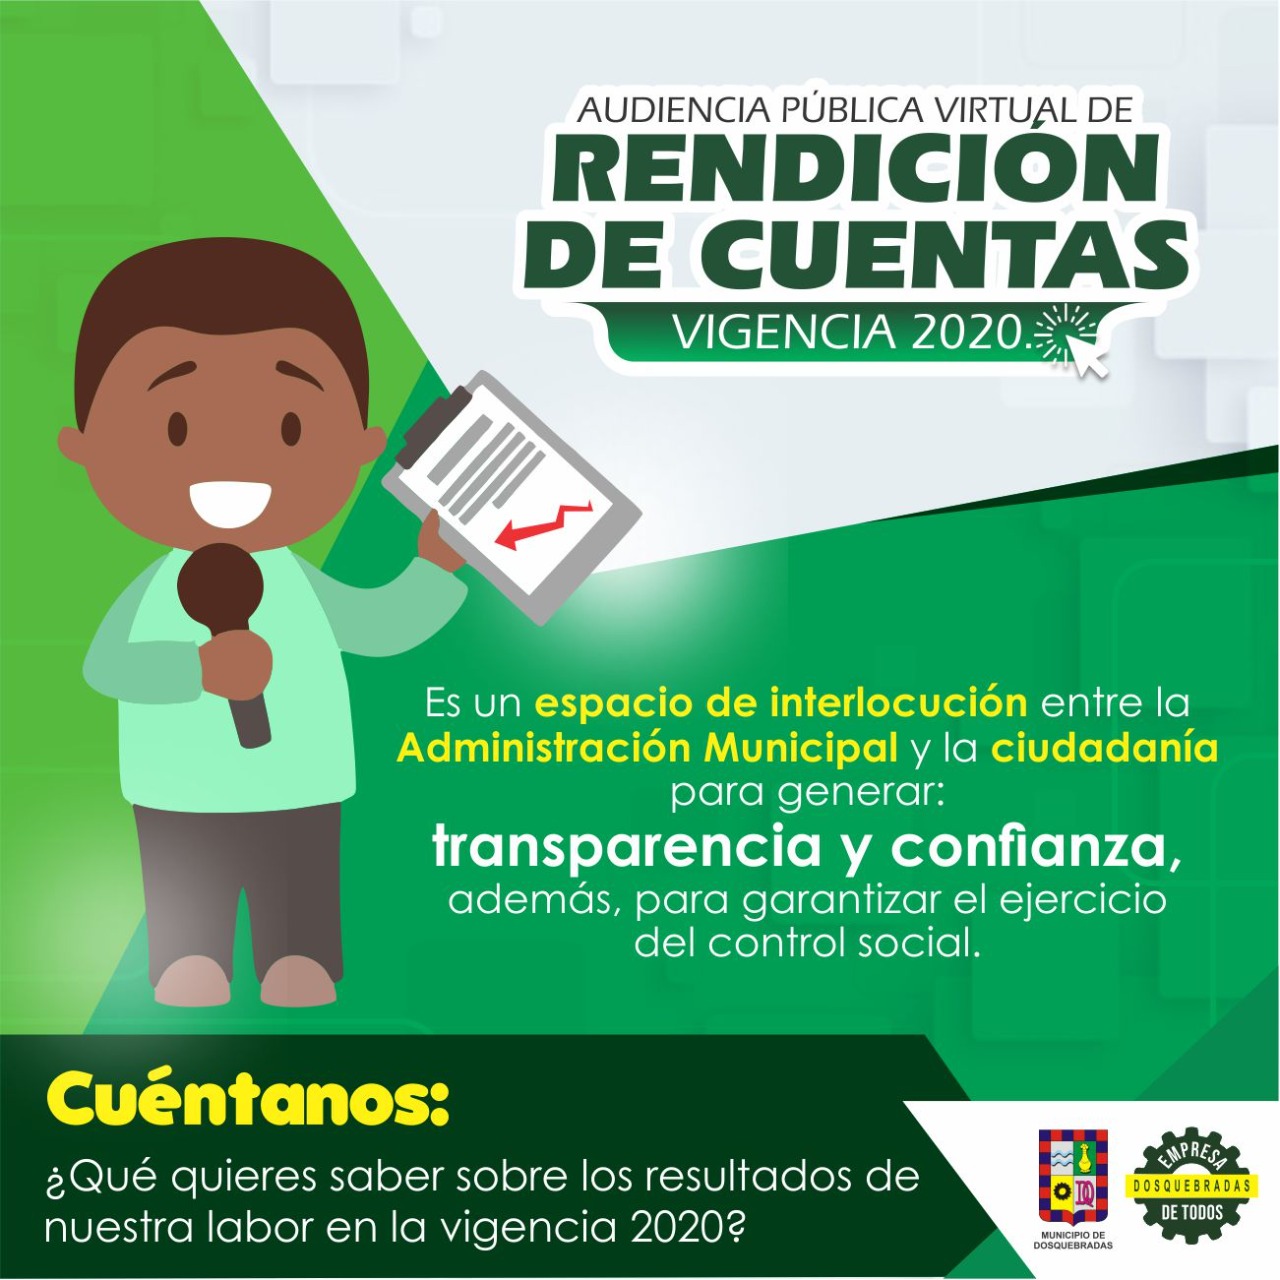 AUDIENCIA PÚBLICA VIRTUAL DE
RENDICIÓN
DE CUENTAS
VIGENCIA 2020.
Es un espacio de interlocución entre la
Administración Municipal y la ciudadanía
para generar:
transparencia y confianza,
además, para garantizar el ejercicio
del control social.
Cuéntanos:
¿Qué quieres saber sobre los resultados de
nuestra labor en la vigencia 2020?
MUNICIPIO DE
DOSQUEBRADAS
EMPRESA
DOSQUEBRADAS
DE TODOS